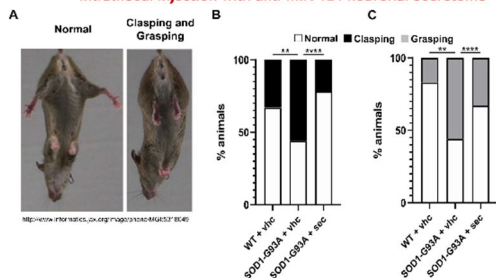 A
Normal
Clasping and
Grasping
B
Normal
Clasping
Grasping
C
**
****
**
****
100
50
0
% animals
100
50
0
% animals
WT + vhc
SOD1-G93A + vhc
SOD1-G93A + sec
WT + vhc
SOD1-G93A + vhc
SOD1-G93A + sec